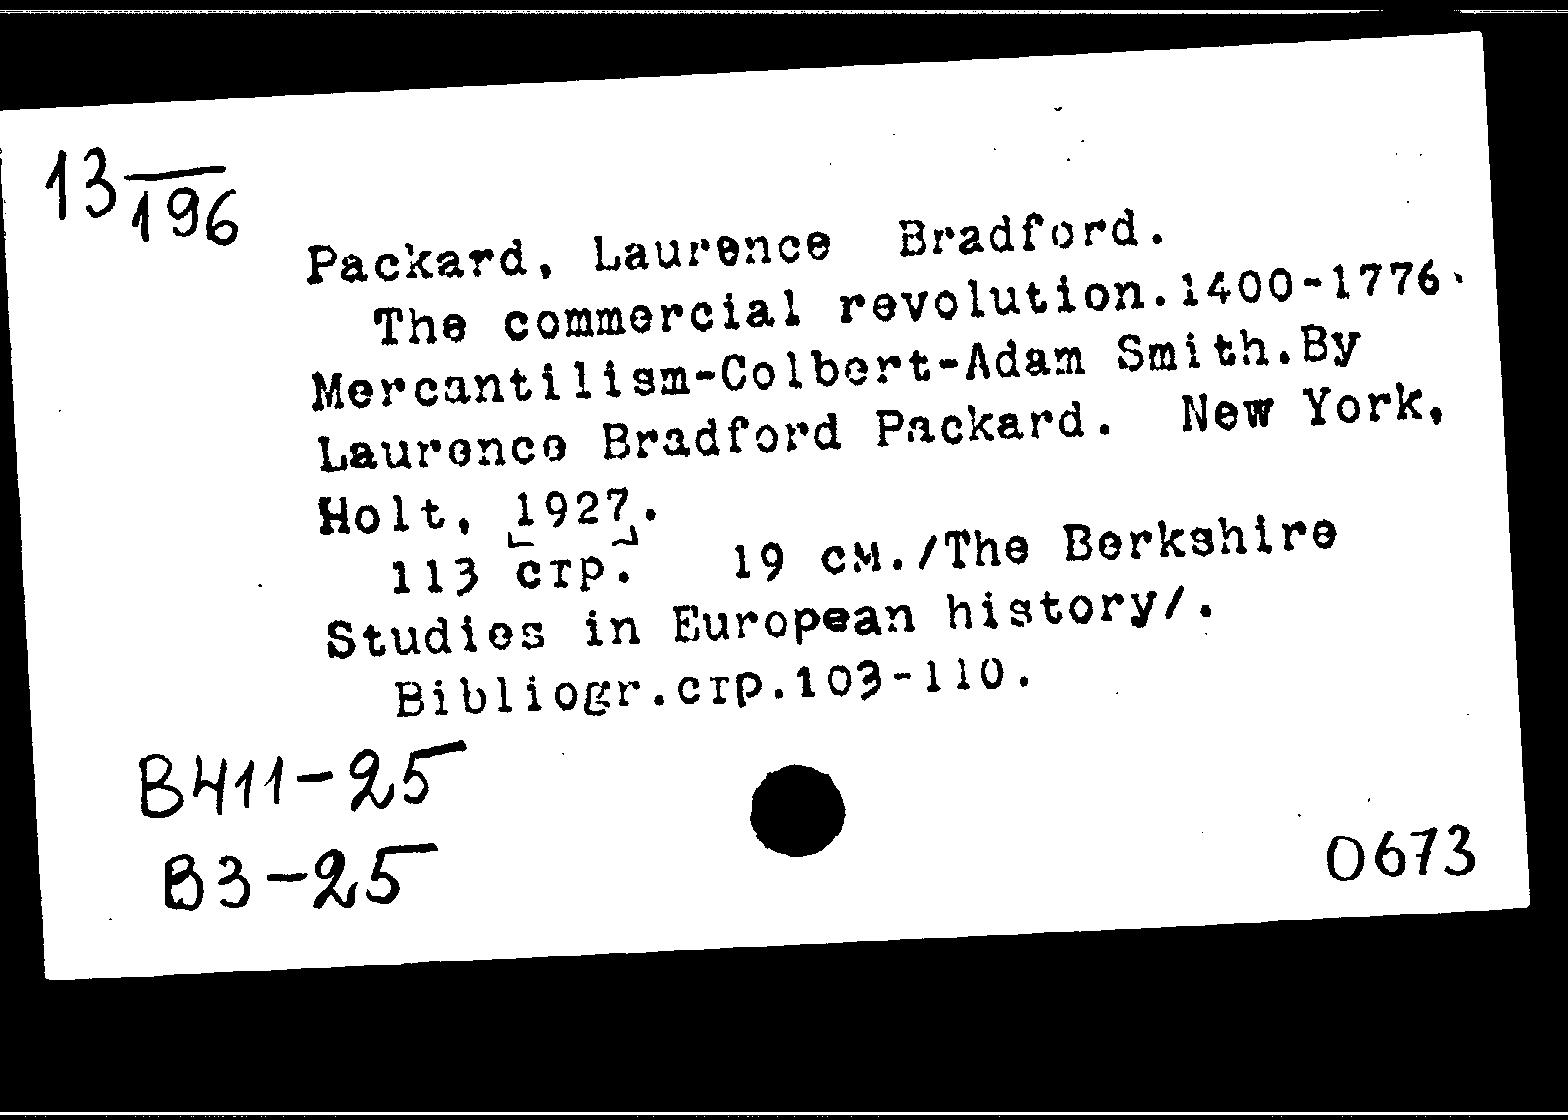 13/196
Packard, Laurence Bradford.
The commercial revolution.1400-1776.
Mercantilism-Colbert-Adam Smith.By
Laurence Bradford Packard. New York,
Holt, [1927].
113 стр. 19 см./The Berkshire
Studies in European history/.
Bibliogr.стр.103-110.
B411-25
B3-25
0673